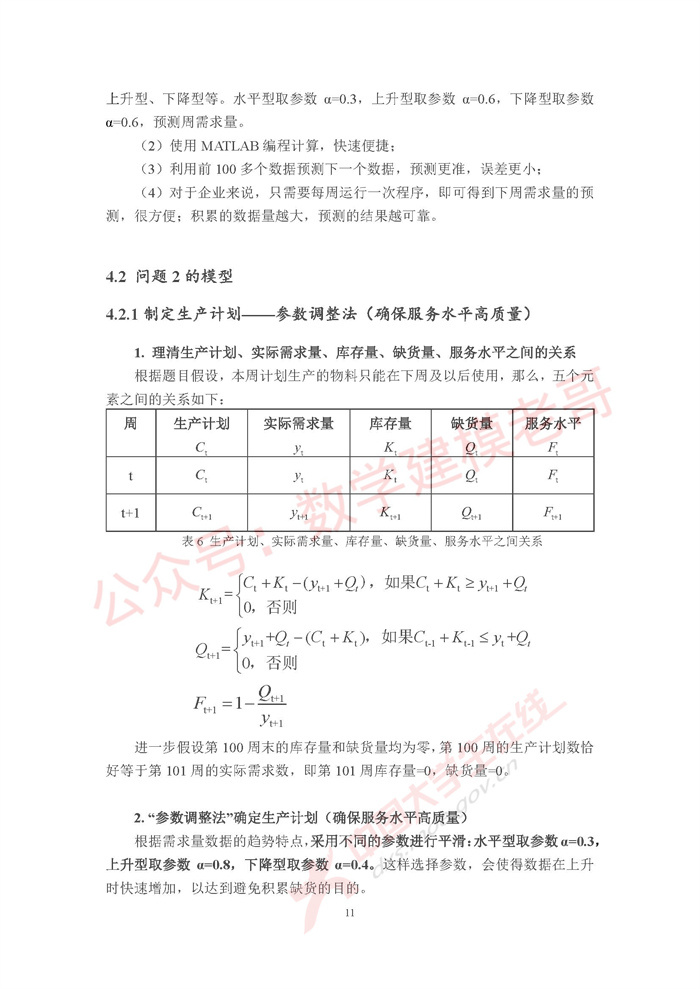 上升型、下降型等。水平型取参数 α=0.3，上升型取参数 α=0.6，下降型取参数
α=0.6，预测周需求量。
（2）使用 MATLAB 编程计算，快速便捷；
（3）利用前 100 多个数据预测下一个数据，预测更准，误差更小；
（4）对于企业来说，只需要每周运行一次程序，即可得到下周需求量的预
测，很方便；积累的数据量越大，预测的结果越可靠。
4.2 问题 2 的模型
4.2.1 制定生产计划——参数调整法（确保服务水平高质量）
1. 理清生产计划、实际需求量、库存量、缺货量、服务水平之间的关系
根据题目假设，本周计划生产的物料只能在下周及以后使用，那么，五个元
素之间的关系如下：
周 生产计划 实际需求量 库存量 缺货量 服务水平
C_t y_t K_t Q_t F_t
t C_t y_t K_t Q_t F_t
t+1 C_{t+1} y_{t+1} K_{t+1} Q_{t+1} F_{t+1}
表 6 生产计划、实际需求量、库存量、缺货量、服务水平之间关系
K_{t+1}={C_t+K_t−(y_{t+1}+Q_t)，如果C_t+K_t≥y_{t+1}+Q_t
0，否则
Q_{t+1}={y_{t+1}+Q_t−(C_t+K_t)，如果C_{t-1}+K_{t-1}≤y_t+Q_t
0，否则
F_{t+1}=1−Q_{t+1}/y_{t+1}
进一步假设第 100 周末的库存量和缺货量均为零，第 100 周的生产计划数恰
好等于第 101 周的实际需求数，即第 101 周库存量=0，缺货量=0。
2. “参数调整法”确定生产计划（确保服务水平高质量）
根据需求量数据的趋势特点，采用不同的参数进行平滑：水平型取参数 α=0.3，
上升型取参数 α=0.8，下降型取参数 α=0.4。这样选择参数，会使得数据在上升
时快速增加，以达到避免积累缺货的目的。
11
公众号：数学建模老哥
中国大学生在线